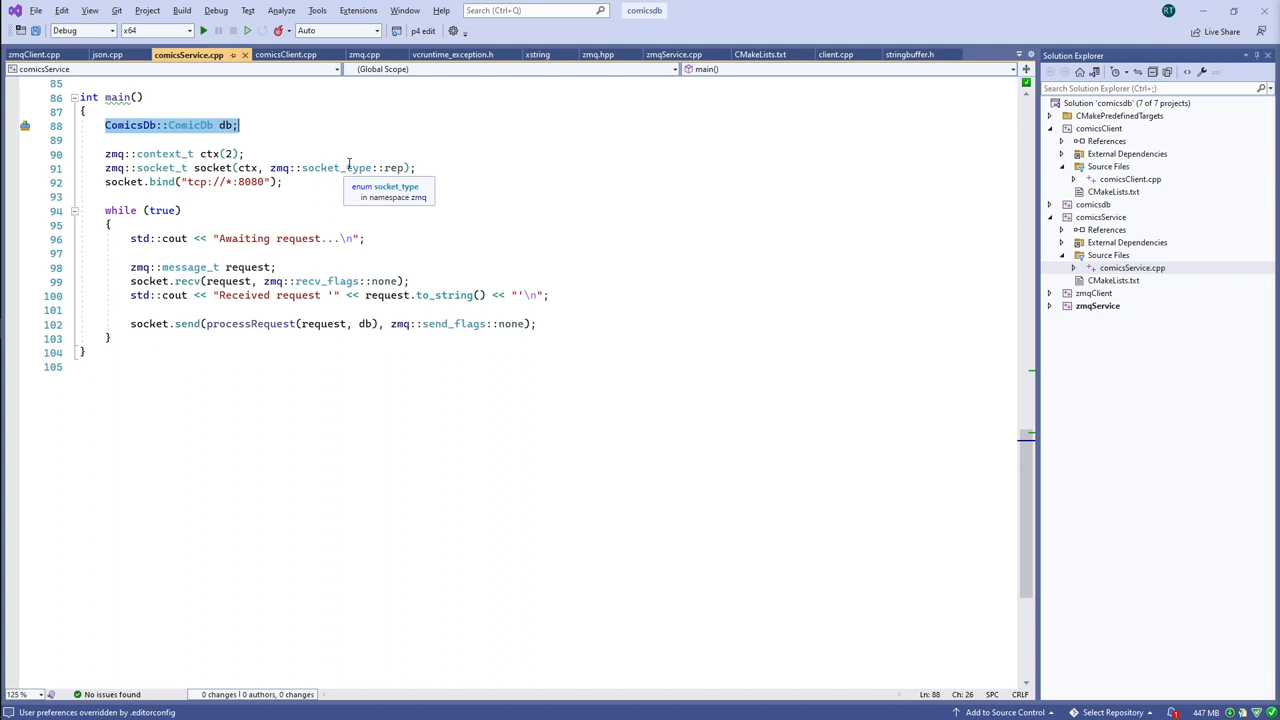 File Edit View Git Project Build Debug Test Analyze Tools Extensions Window Help Search (Ctrl+Q) comicsdb RT
Debug x64 Auto p4 edit Live Share
zmqClient.cpp json.cpp comicsService.cpp comicsClient.cpp zmq.cpp vcruntime_exception.h xstring zmq.hpp zmqService.cpp CMakeLists.txt client.cpp stringbuffer.h
comicsService (Global Scope) main()
85
86 int main()
87 {
88 ComicsDb::ComicDb db;
89
90 zmq::context_t ctx(2);
91 zmq::socket_t socket(ctx, zmq::socket_type::rep);
92 socket.bind("tcp://*:8080");
enum socket_type
in namespace zmq
93
94 while (true)
95 {
96 std::cout << "Awaiting request...\n";
97
98 zmq::message_t request;
99 socket.recv(request, zmq::recv_flags::none);
100 std::cout << "Received request '" << request.to_string() << "'\n";
101
102 socket.send(processRequest(request, db), zmq::send_flags::none);
103 }
104 }
105
Solution Explorer
Search Solution Explorer (Ctrl+;)
Solution 'comicsdb' (7 of 7 projects)
CMakePredefinedTargets
comicsClient
References
External Dependencies
Source Files
comicsClient.cpp
CMakeLists.txt
comicsdb
comicsService
References
External Dependencies
Source Files
comicsService.cpp
CMakeLists.txt
zmqClient
zmqService
125 % No issues found 0 changes | 0 authors, 0 changes Ln: 88 Ch: 26 SPC CRLF
User preferences overridden by .editorconfig Add to Source Control Select Repository 1 447 MB